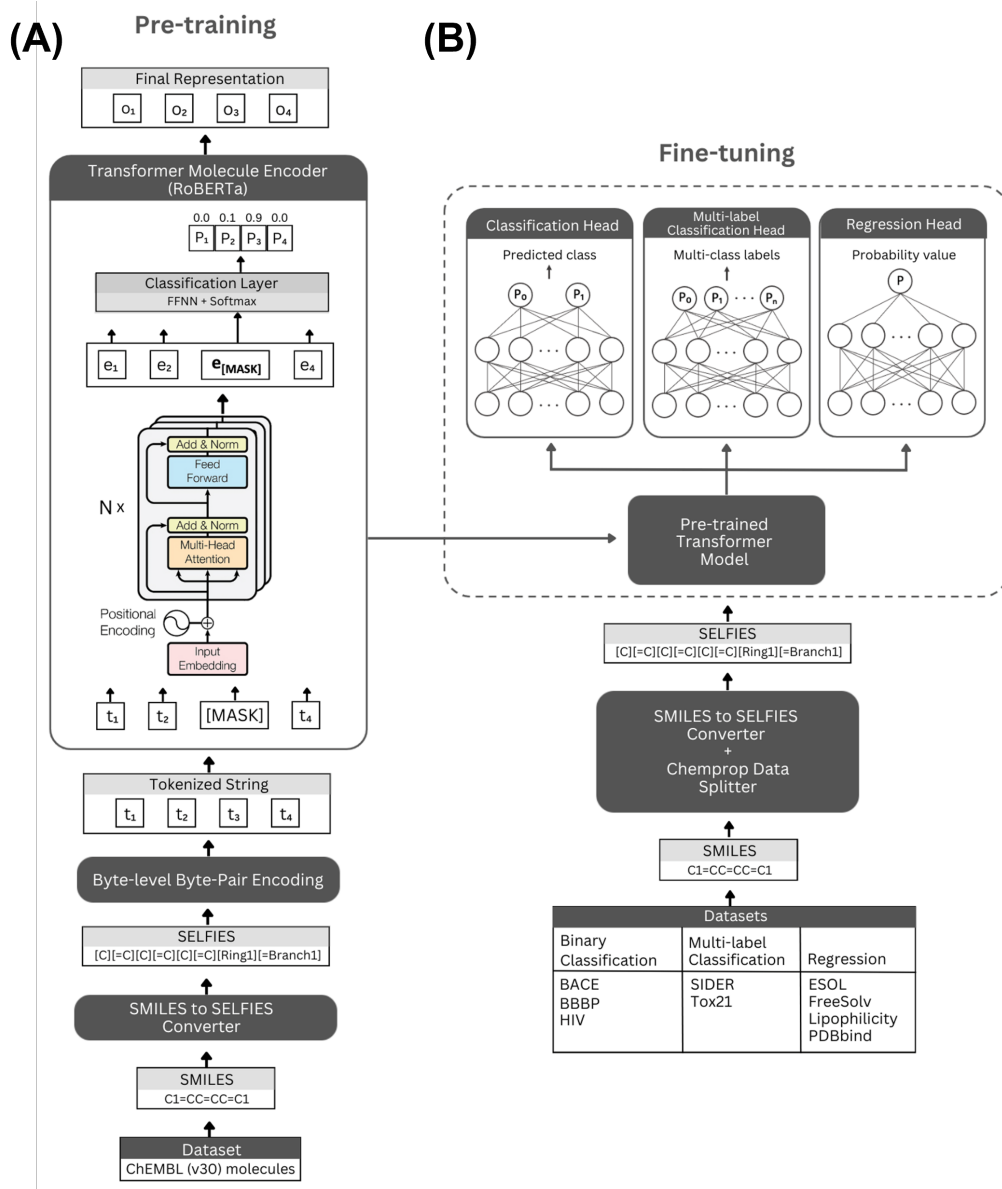 (A)
Pre-training
Final Representation
o₁ o₂ o₃ o₄
Transformer Molecule Encoder
(RoBERTa)
0.0 0.1 0.9 0.0
P₁ P₂ P₃ P₄
Classification Layer
FFNN + Softmax
e₁ e₂ e[MASK] e₄
Add & Norm
Feed
Forward
N x
Add & Norm
Multi-Head
Attention
Positional
Encoding
Input
Embedding
t₁ t₂ [MASK] t₄
Tokenized String
t₁ t₂ t₃ t₄
Byte-level Byte-Pair Encoding
SELFIES
[C][=C][C][=C][C][=C][Ring1][=Branch1]
SMILES to SELFIES
Converter
SMILES
C1=CC=CC=C1
Dataset
ChEMBL (v30) molecules
(B)
Fine-tuning
Classification Head
Predicted class
P₀ P₁
...
...
Multi-label
Classification Head
Multi-class labels
P₀ P₁ ... Pₙ
...
...
Regression Head
Probability value
P
...
...
Pre-trained
Transformer
Model
SELFIES
[C][=C][C][=C][C][=C][Ring1][=Branch1]
SMILES to SELFIES
Converter
+
Chemprop Data
Splitter
SMILES
C1=CC=CC=C1
Datasets
Binary
Classification
Multi-label
Classification
Regression
BACE
BBBP
HIV
SIDER
Tox21
ESOL
FreeSolv
Lipophilicity
PDBbind